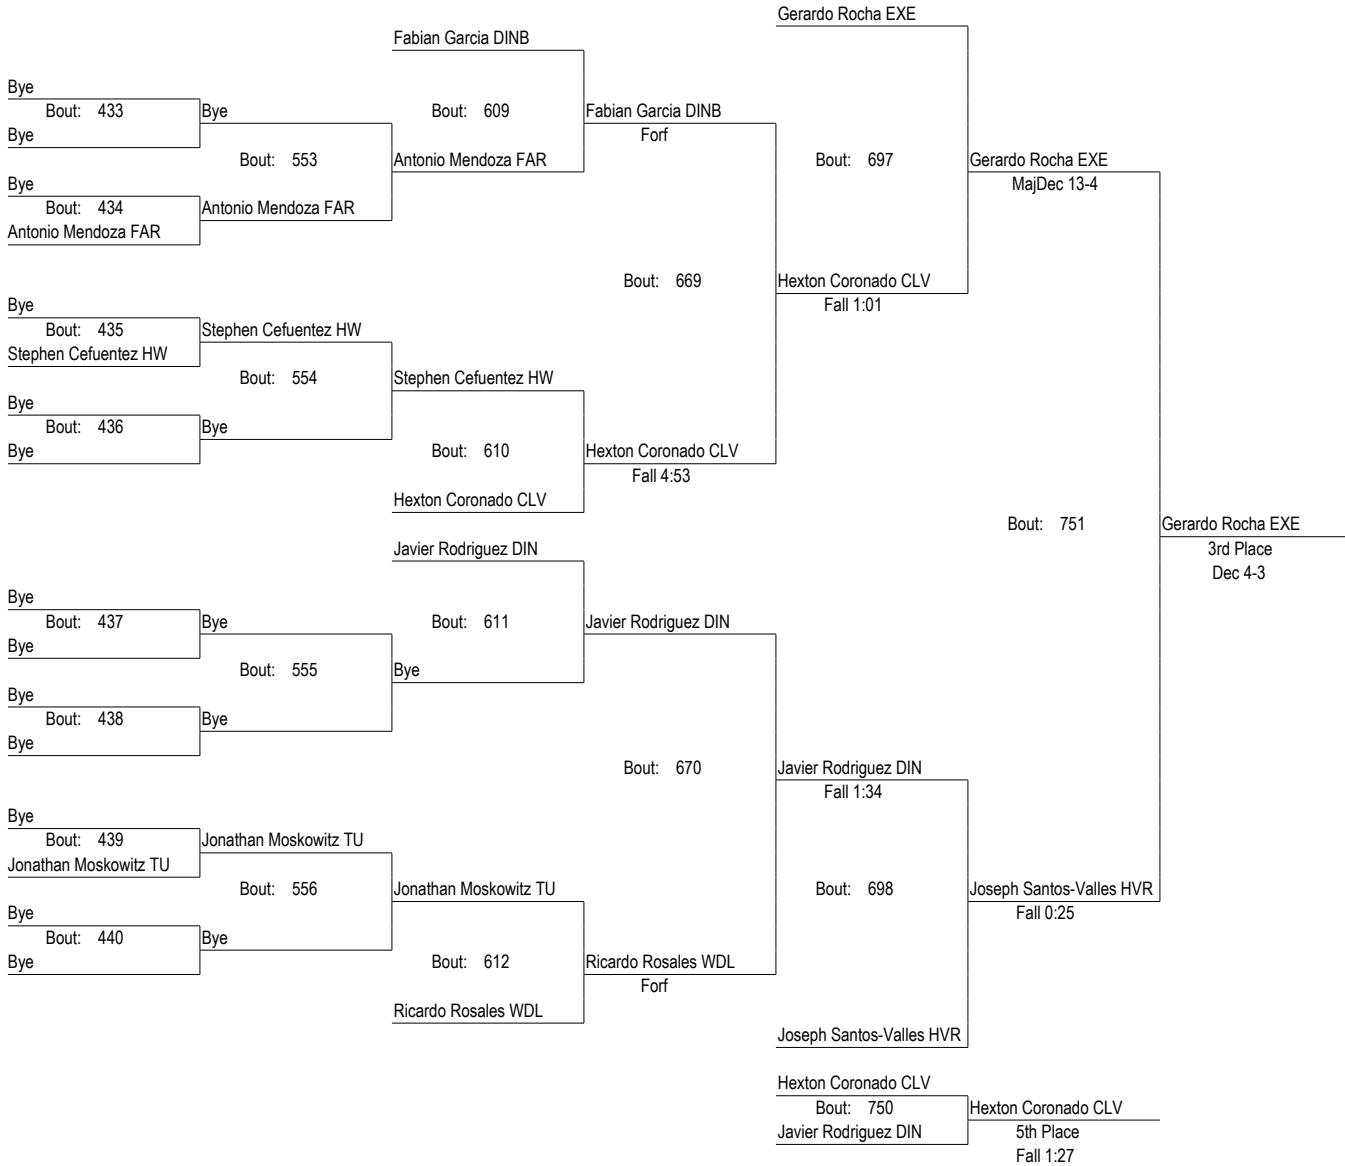 Gerardo Rocha EXE
Fabian Garcia DINB
Bye
Bout: 433
Bye
Bout: 609
Fabian Garcia DINB
Bye
Forf
Bout: 553
Antonio Mendoza FAR
Bout: 697
Gerardo Rocha EXE
Bye
MajDec 13-4
Bout: 434
Antonio Mendoza FAR
Antonio Mendoza FAR
Bout: 669
Hexton Coronado CLV
Bye
Fall 1:01
Bout: 435
Stephen Cefuentez HW
Stephen Cefuentez HW
Bout: 554
Stephen Cefuentez HW
Bye
Bout: 436
Bye
Bye
Bout: 610
Hexton Coronado CLV
Fall 4:53
Hexton Coronado CLV
Bout: 751
Gerardo Rocha EXE
3rd Place
Dec 4-3
Javier Rodriguez DIN
Bye
Bout: 437
Bye
Bout: 611
Javier Rodriguez DIN
Bye
Bout: 555
Bye
Bye
Bout: 438
Bye
Bye
Bout: 670
Javier Rodriguez DIN
Fall 1:34
Bye
Bout: 439
Jonathan Moskowitz TU
Jonathan Moskowitz TU
Bout: 556
Jonathan Moskowitz TU
Bout: 698
Joseph Santos-Valles HVR
Fall 0:25
Bye
Bout: 440
Bye
Bye
Bout: 612
Ricardo Rosales WDL
Forf
Ricardo Rosales WDL
Joseph Santos-Valles HVR
Hexton Coronado CLV
Bout: 750
Hexton Coronado CLV
Javier Rodriguez DIN
5th Place
Fall 1:27